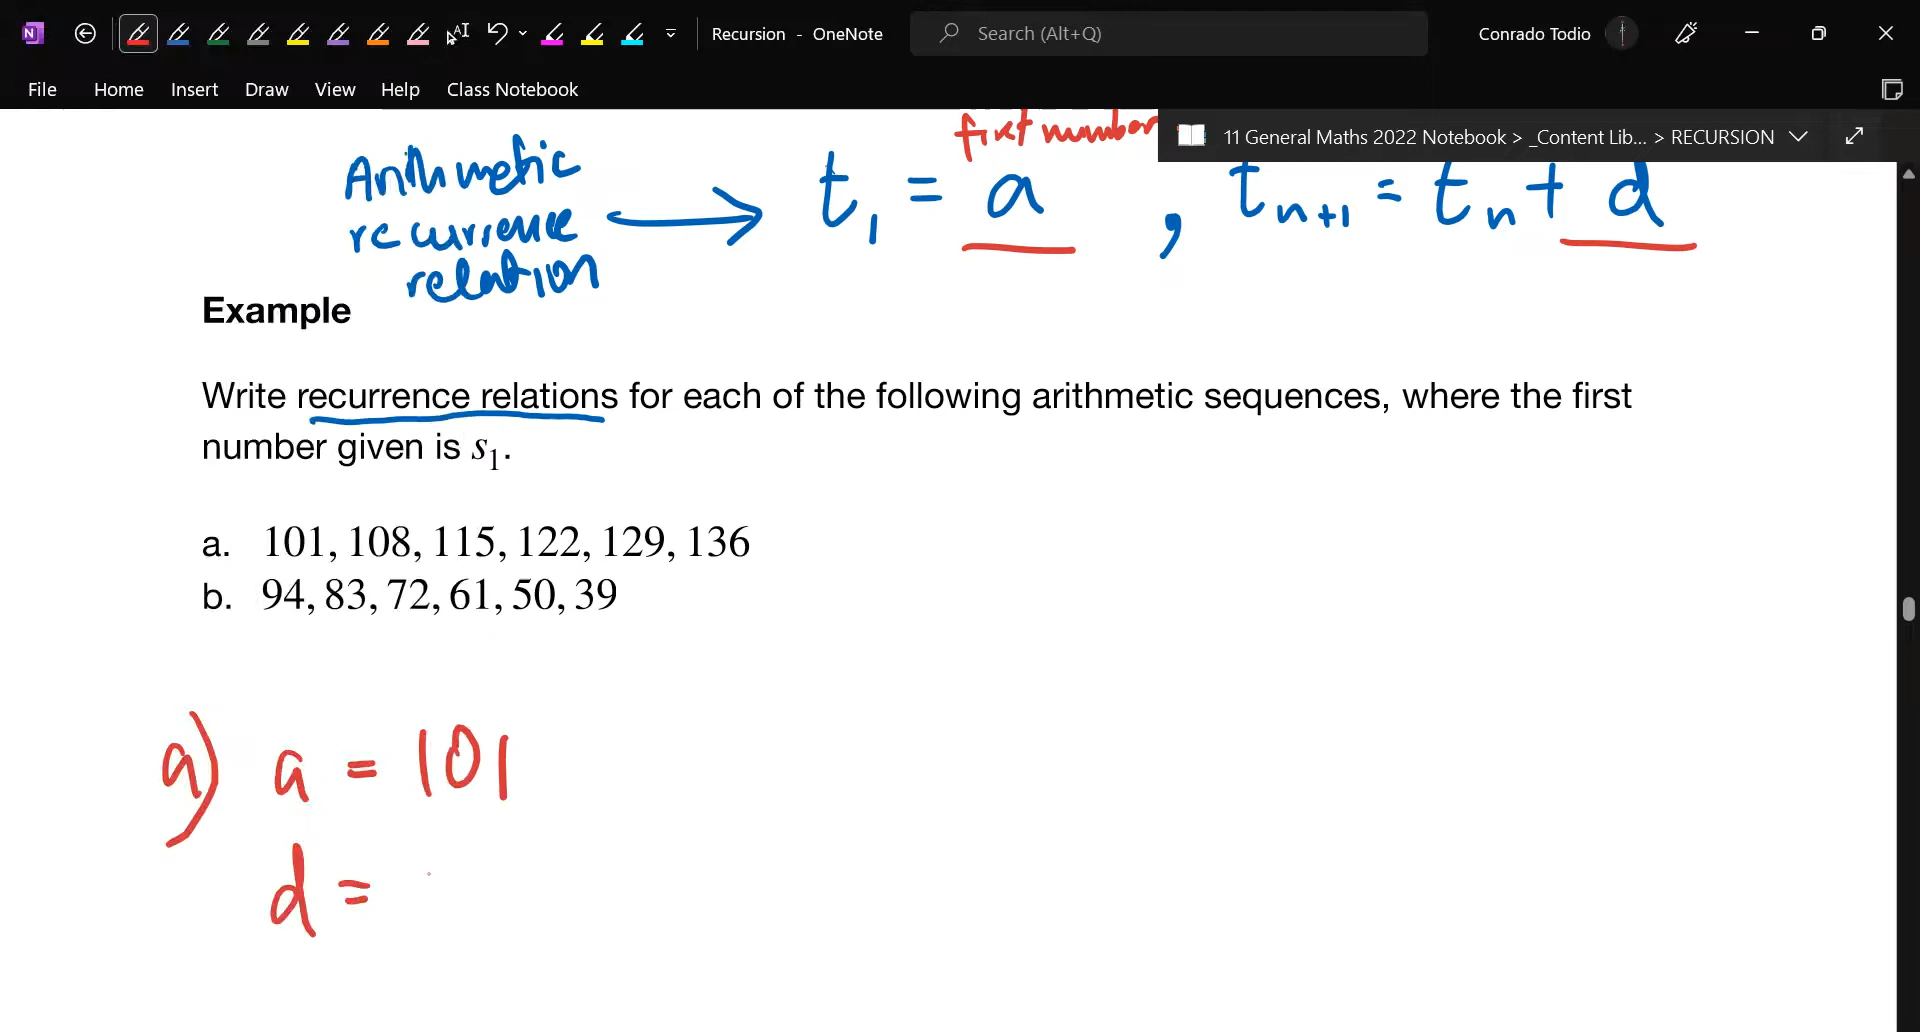 Recursion - OneNote
Search (Alt+Q)
Conrado Todio
File Home Insert Draw View Help Class Notebook
11 General Maths 2022 Notebook > _Content Lib... > RECURSION
first number
Arithmetic
recurrence
relation
t₁ = a , tₙ₊₁ = tₙ + d
Example
Write recurrence relations for each of the following arithmetic sequences, where the first
number given is s₁.
a. 101, 108, 115, 122, 129, 136
b. 94, 83, 72, 61, 50, 39
a) a = 101
d =